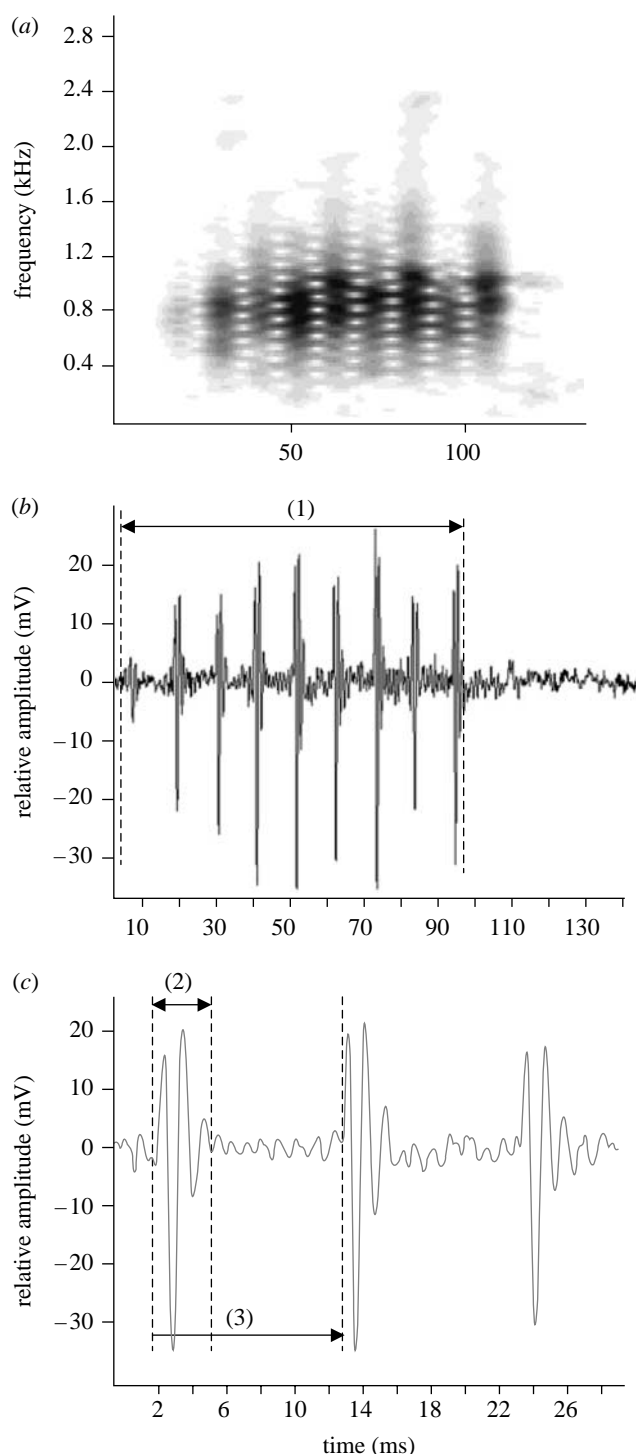 (a)
2.8
2.4
2.0
1.6
1.2
0.8
0.4
frequency (kHz)
50 100
(b)
(1)
20
10
0
−10
−20
−30
relative amplitude (mV)
10 30 50 70 90 110 130
(c)
(2)
20
10
0
−10
−20
−30
relative amplitude (mV)
(3)
2 6 10 14 18 22 26
time (ms)